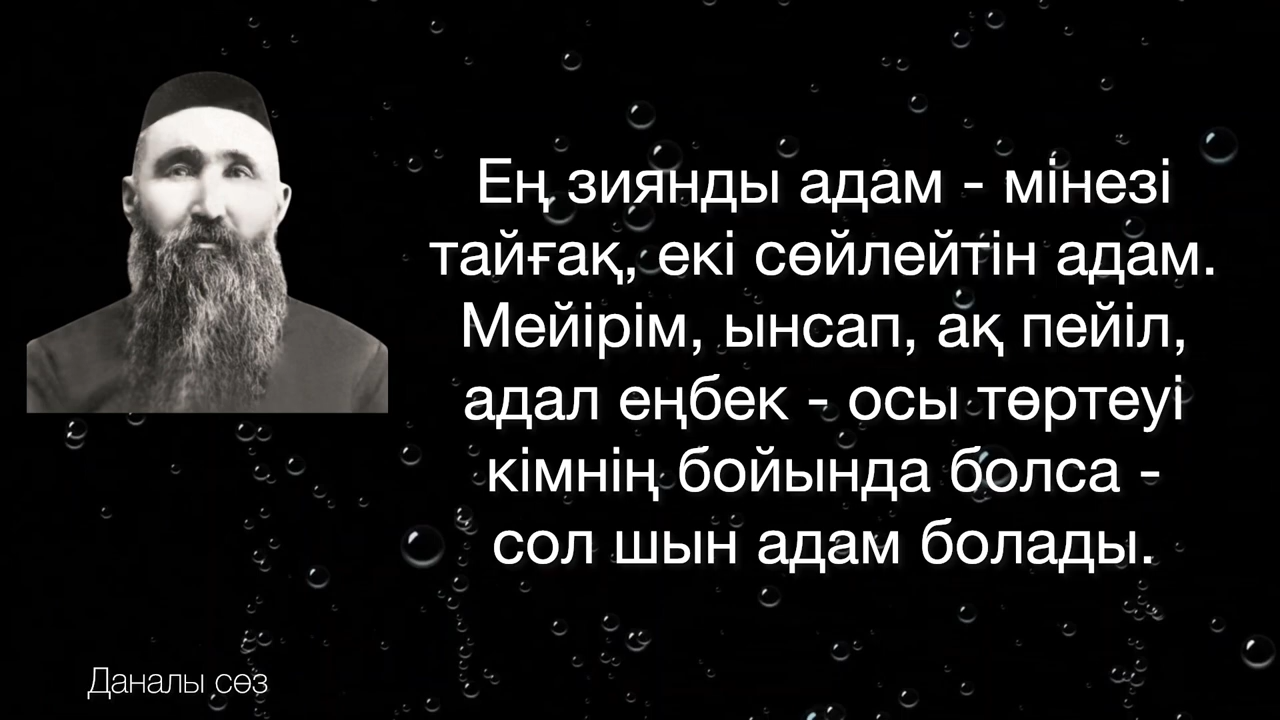 Ең зиянды адам - мінезі
тайғақ, екі сөйлейтін адам.
Мейірім, ынсап, ақ пейіл,
адал еңбек - осы төртеуі
кімнің бойында болса -
сол шын адам болады.
Даналы сөз